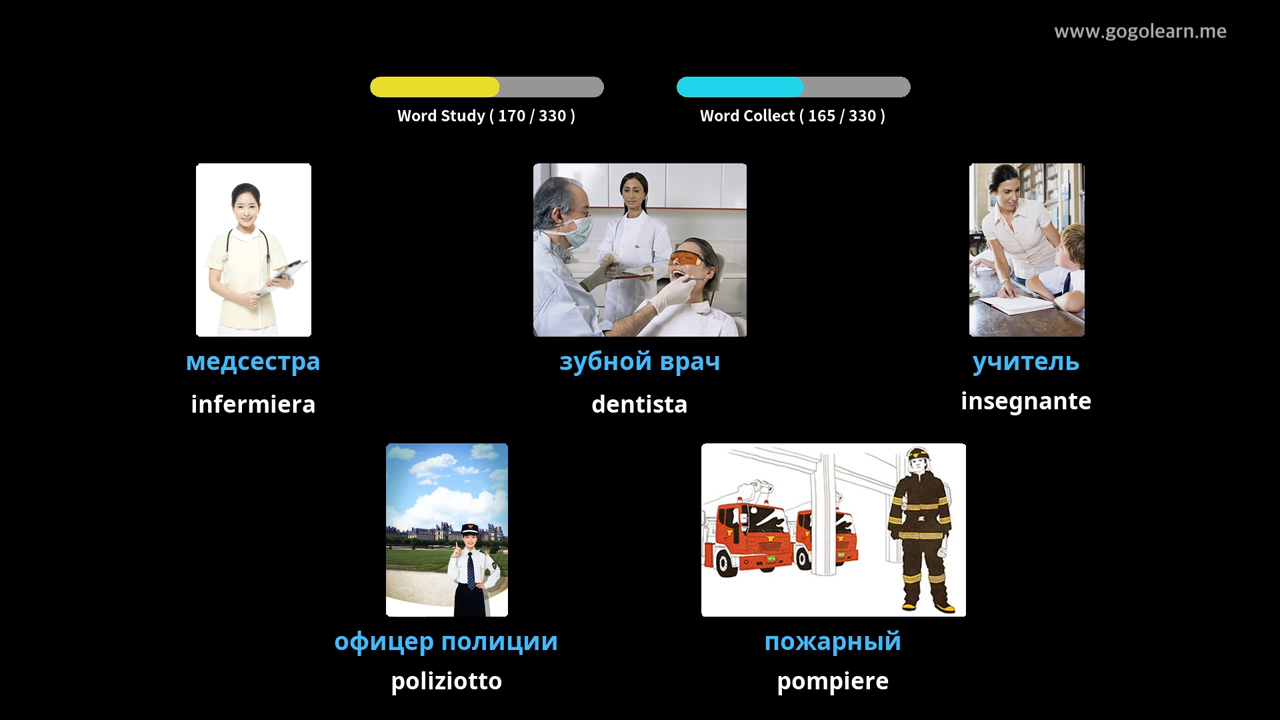 www.gogolearn.me
Word Study ( 170 / 330 )
Word Collect ( 165 / 330 )
медсестра
infermiera
зубной врач
dentista
учитель
insegnante
офицер полиции
poliziotto
пожарный
pompiere